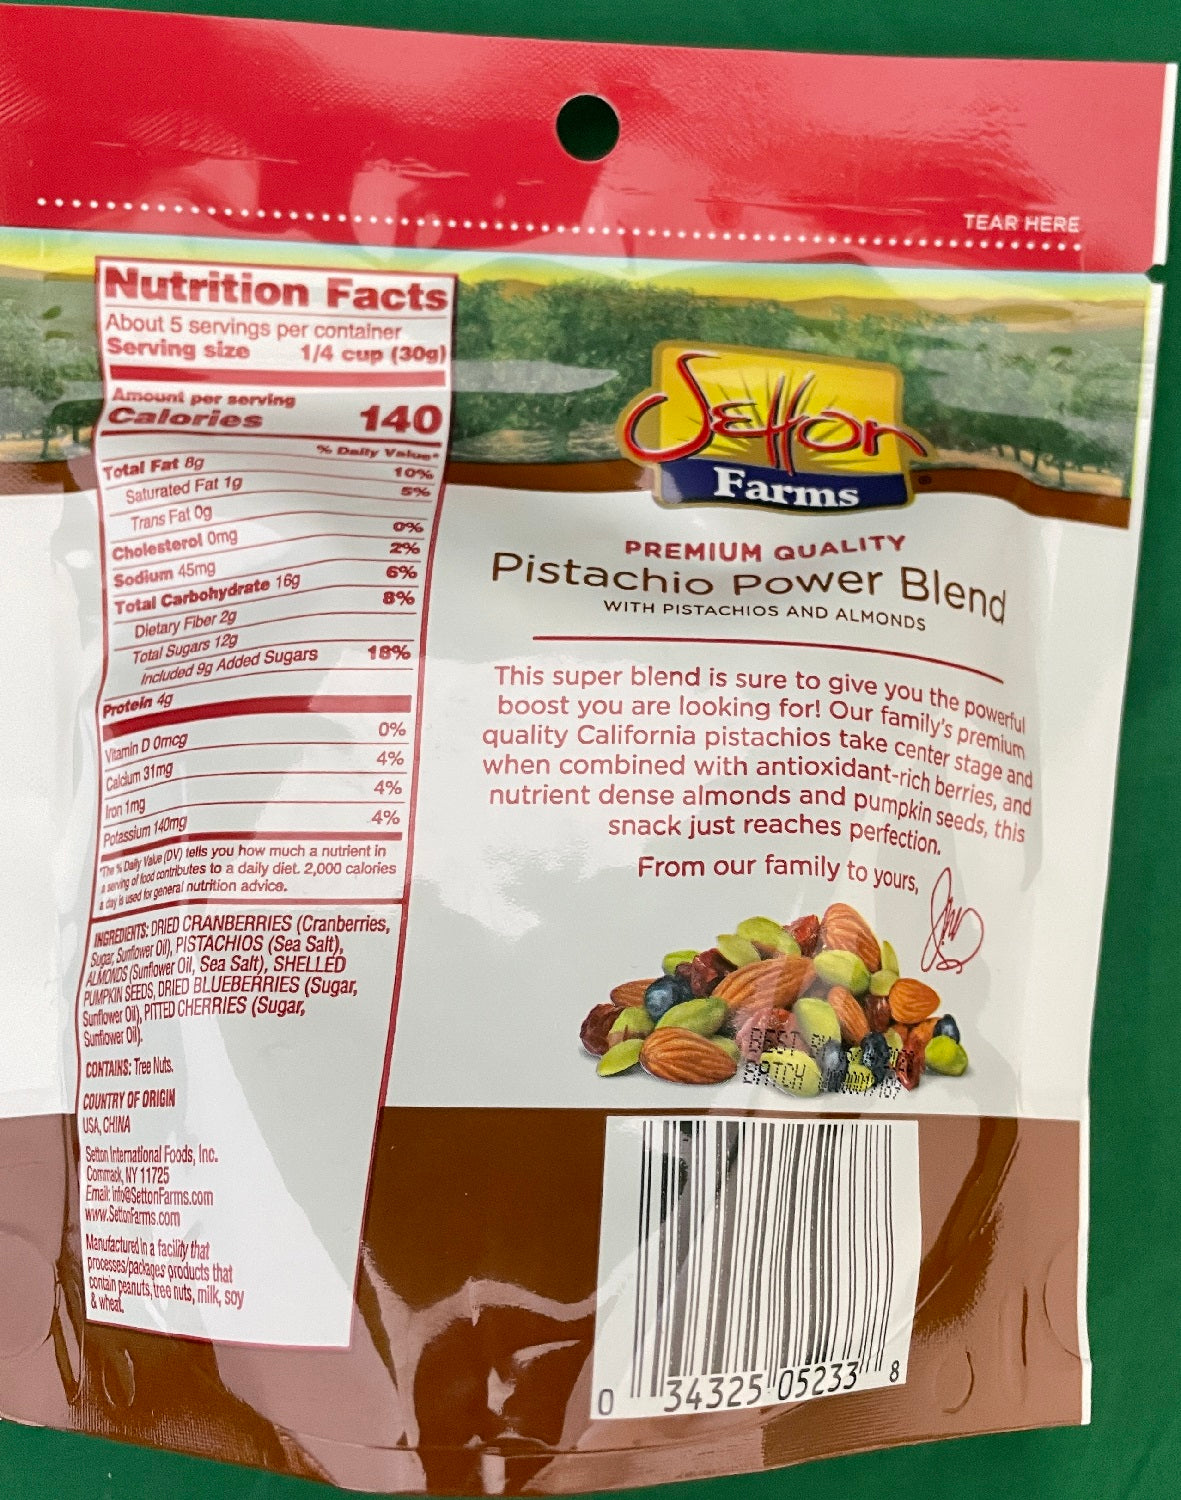 TEAR HERE
Nutrition Facts
About 5 servings per container
Serving size 1/4 cup (30g)
Amount per serving
Calories 140
% Daily Value*
Total Fat 8g 10%
Saturated Fat 1g 5%
Trans Fat 0g
Cholesterol 0mg 0%
Sodium 45mg 2%
Total Carbohydrate 16g 6%
Dietary Fiber 2g 8%
Total Sugars 12g
Included 9g Added Sugars 18%
Protein 4g
Vitamin D 0mcg 0%
Calcium 31mg 4%
Iron 1mg 4%
Potassium 140mg 4%
*The % Daily Value (DV) tells you how much a nutrient in
a serving of food contributes to a daily diet. 2,000 calories
a day is used for general nutrition advice.
INGREDIENTS: DRIED CRANBERRIES (Cranberries,
Sugar, Sunflower Oil), PISTACHIOS (Sea Salt),
ALMONDS (Sunflower Oil, Sea Salt), SHELLED
PUMPKIN SEEDS, DRIED BLUEBERRIES (Sugar,
Sunflower Oil), PITTED CHERRIES (Sugar,
Sunflower Oil).
CONTAINS: Tree Nuts.
COUNTRY OF ORIGIN
USA, CHINA
Setton International Foods, Inc.
Commack, NY 11725
Email: info@SettonFarms.com
www.SettonFarms.com
Manufactured in a facility that
processes/packages products that
contain peanuts, tree nuts, milk, soy
& wheat.
Setton
Farms
PREMIUM QUALITY
Pistachio Power Blend
WITH PISTACHIOS AND ALMONDS
This super blend is sure to give you the powerful
boost you are looking for! Our family's premium
quality California pistachios take center stage and
when combined with antioxidant-rich berries, and
nutrient dense almonds and pumpkin seeds, this
snack just reaches perfection.
From our family to yours,
BEST
BATCH
0 34325 05233 8